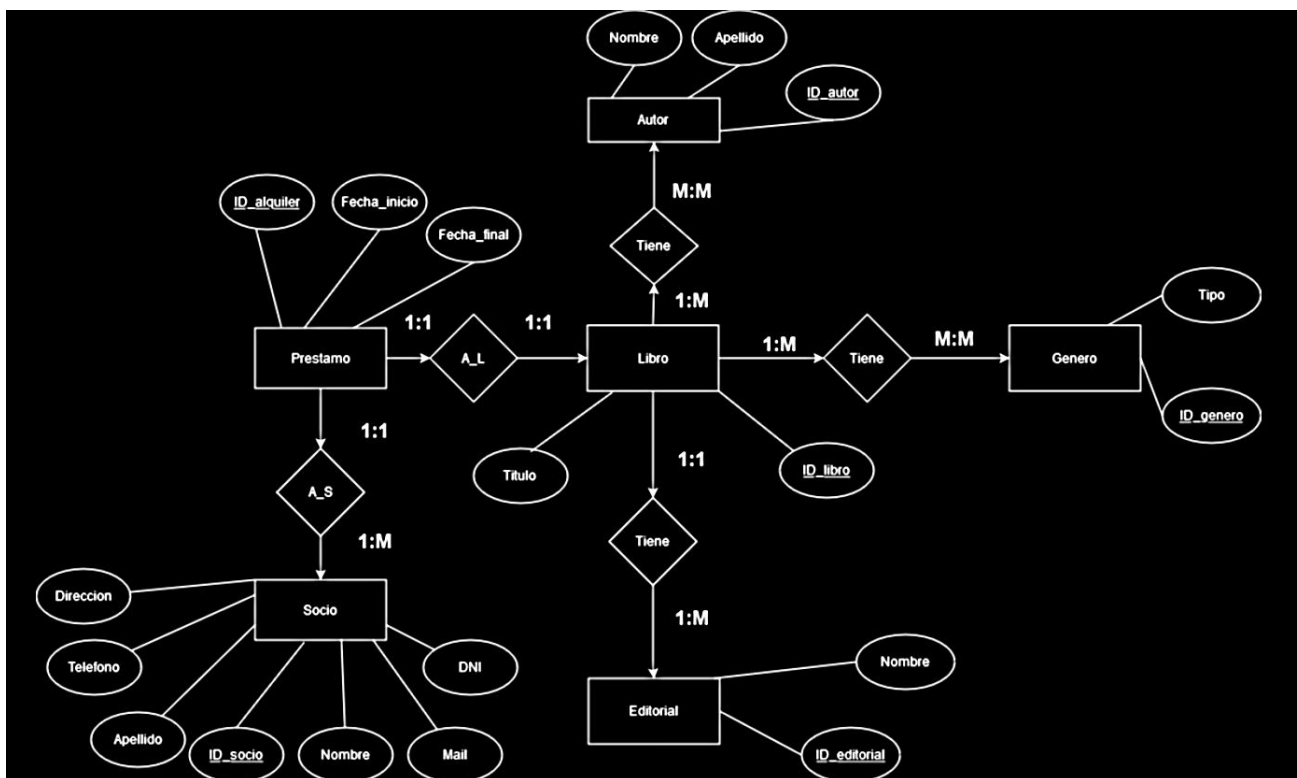 Nombre
Apellido
ID_autor
Autor
M:M
Tiene
1:M
ID_alquiler
Fecha_inicio
Fecha_final
Prestamo
1:1
A_L
1:1
Libro
1:M
Tiene
M:M
Genero
Tipo
ID_genero
Titulo
ID_libro
1:1
Tiene
1:M
Editorial
Nombre
ID_editorial
1:1
A_S
1:M
Socio
Direccion
Telefono
Apellido
ID_socio
Nombre
Mail
DNI